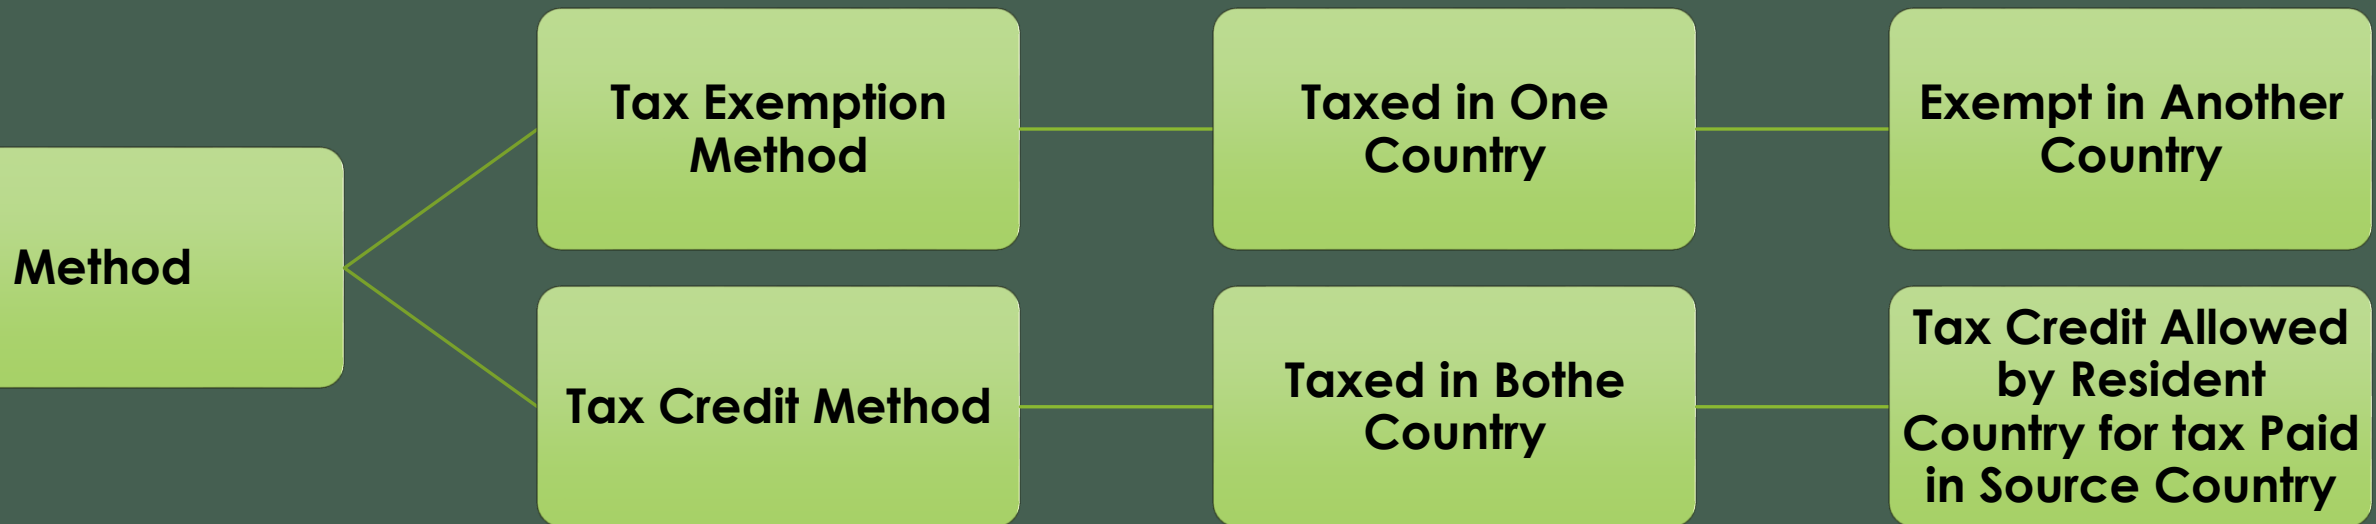 Method
Tax Exemption
Method
Taxed in One
Country
Exempt in Another
Country
Tax Credit Method
Taxed in Bothe
Country
Tax Credit Allowed
by Resident
Country for tax Paid
in Source Country